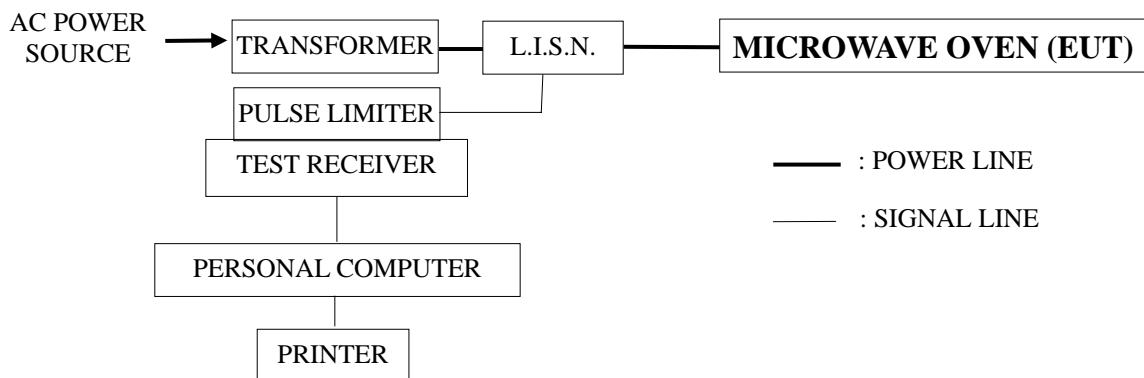 AC POWER
SOURCE
TRANSFORMER
L.I.S.N.
MICROWAVE OVEN (EUT)
PULSE LIMITER
TEST RECEIVER
: POWER LINE
: SIGNAL LINE
PERSONAL COMPUTER
PRINTER